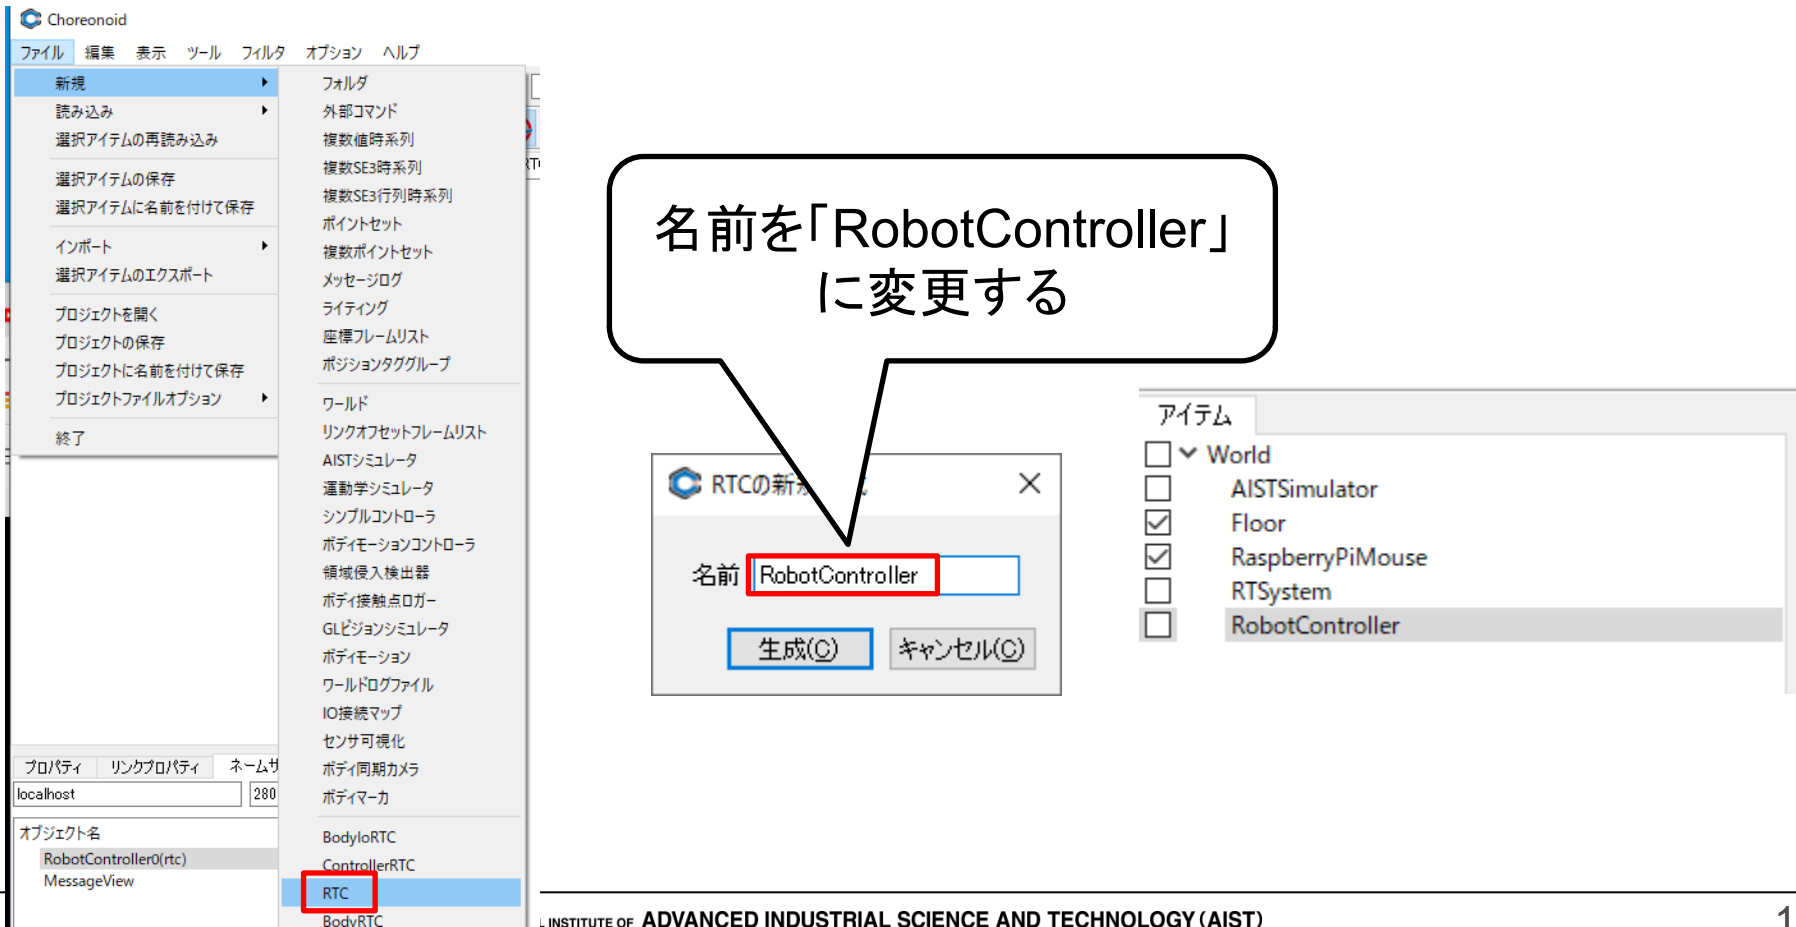 Choreonoid
ファイル 編集 表示 ツール フィルタ オプション ヘルプ
新規
読み込み
選択アイテムの再読み込み
選択アイテムの保存
選択アイテムに名前を付けて保存
インポート
選択アイテムのエクスポート
プロジェクトを開く
プロジェクトの保存
プロジェクトに名前を付けて保存
プロジェクトファイルオプション
終了
フォルダ
外部コマンド
複数値時系列
複数SE3時系列
複数SE3行列時系列
ポイントセット
複数ポイントセット
メッセージログ
ライティング
座標フレームリスト
ポジションタググループ
ワールド
リンクオフセットフレームリスト
AISTシミュレータ
運動学シミュレータ
シンプルコントローラ
ボディモーションコントローラ
領域侵入検出器
ボディ接触点ロガー
GLビジョンシミュレータ
ボディモーション
ワールドログファイル
IO接続マップ
センサ可視化
ボディ同期カメラ
ボディマーカ
BodyIoRTC
ControllerRTC
RTC
BodyRTC
プロパティ リンクプロパティ ネームサ
localhost 280
オブジェクト名
RobotController0(rtc)
MessageView
名前を「RobotController」
に変更する
RTCの新規
名前 RobotController
生成(C) キャンセル(C)
アイテム
World
AISTSimulator
Floor
RaspberryPiMouse
RTSystem
RobotController
L INSTITUTE OF ADVANCED INDUSTRIAL SCIENCE AND TECHNOLOGY (AIST)
1